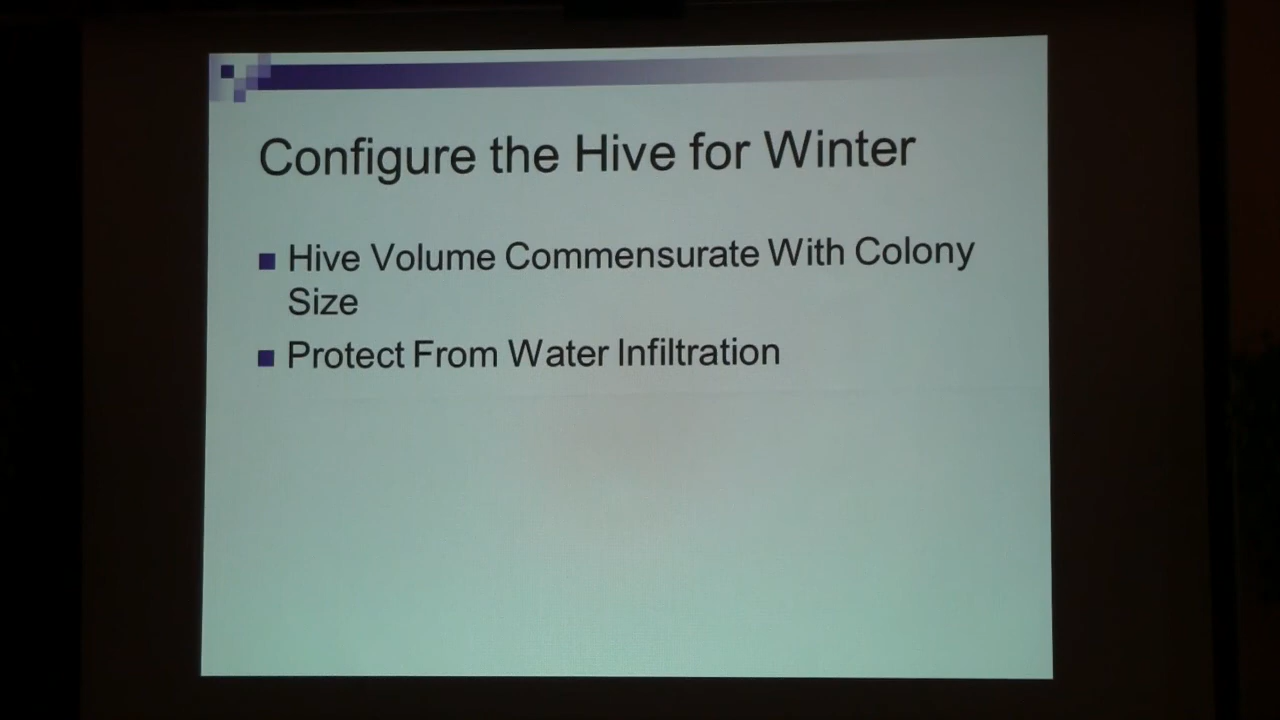 Configure the Hive for Winter
Hive Volume Commensurate With Colony
Size
Protect From Water Infiltration